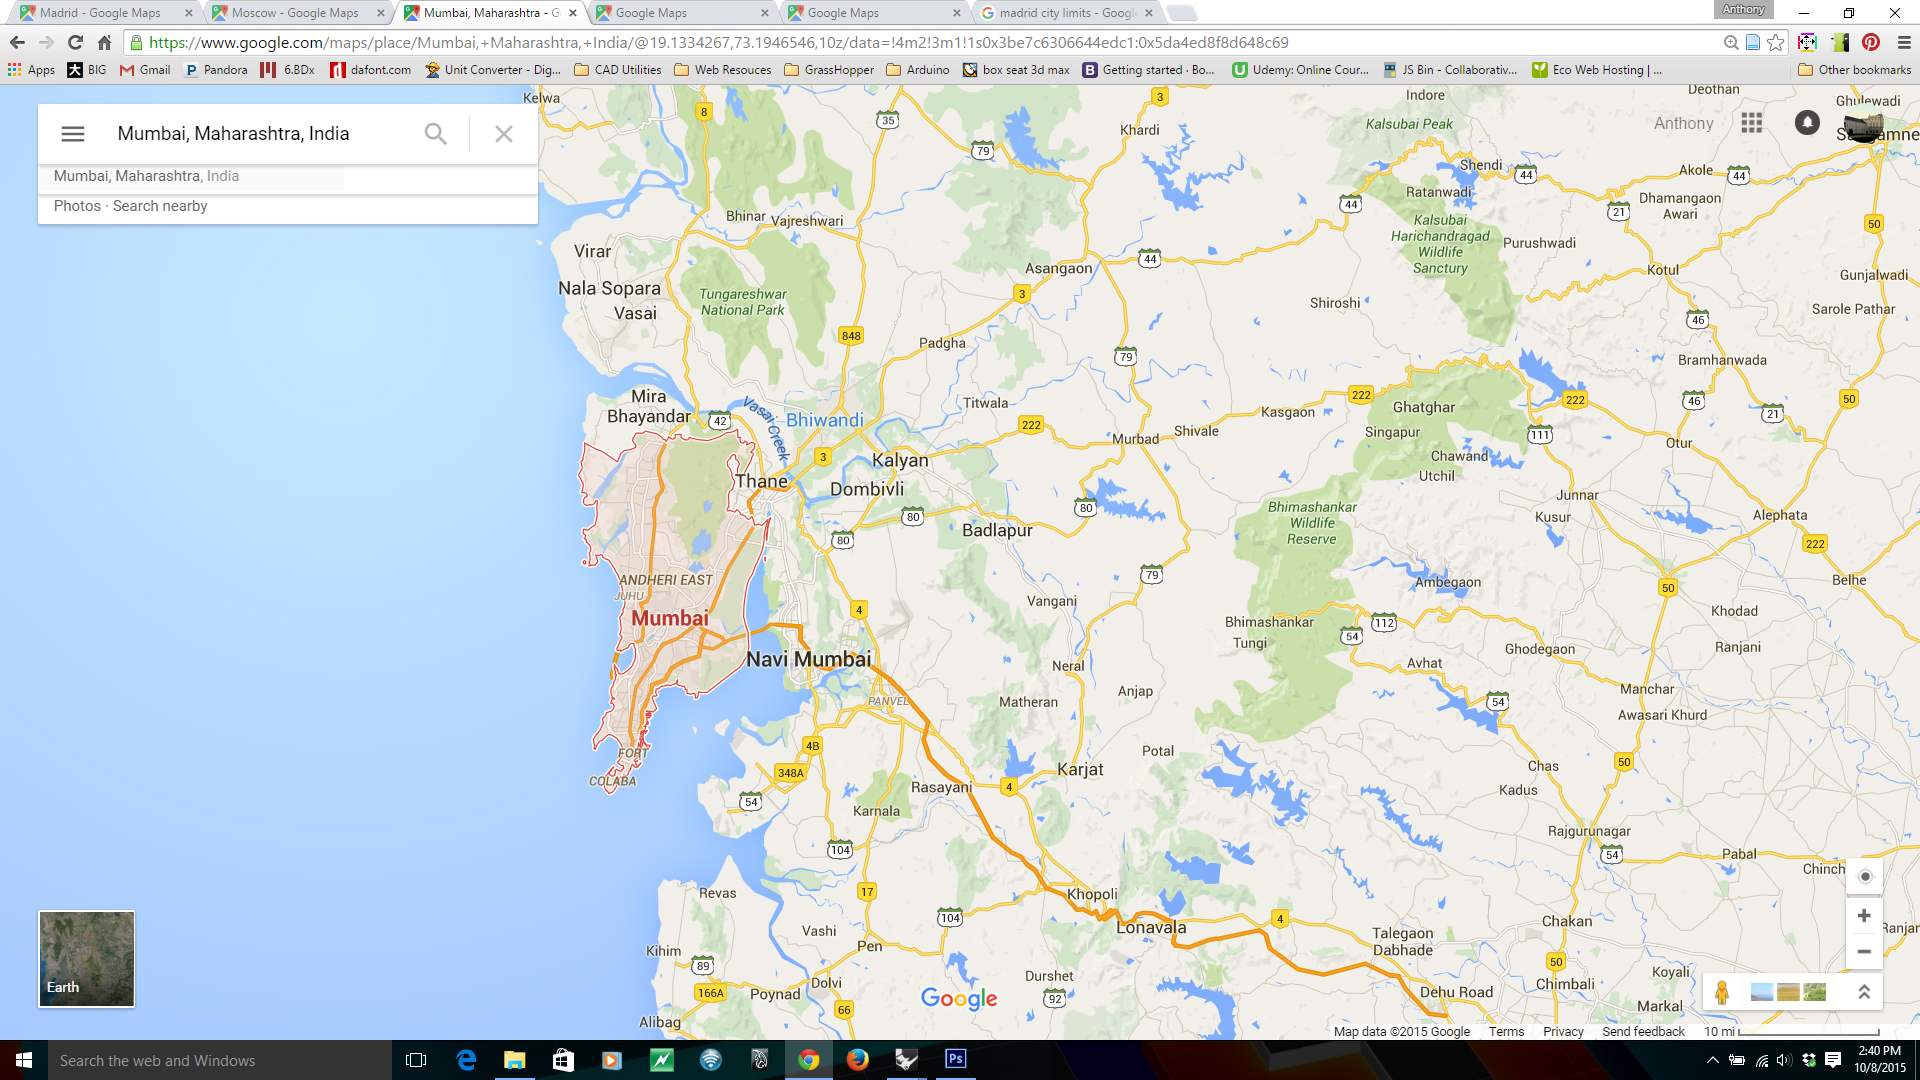 Anthony
Madrid - Google Maps
Moscow - Google Maps
Mumbai, Maharashtra - G
Google Maps
Google Maps
madrid city limits - Googl
https://www.google.com/maps/place/Mumbai,+Maharashtra,+India/@19.1334267,73.1946546,10z/data=!4m2!3m1!1s0x3be7c6306644edc1:0x5da4ed8f8d648c69
Apps BIG Gmail Pandora 6.BDx dafont.com Unit Converter - Dig... CAD Utilities Web Resouces GrassHopper Arduino box seat 3d max Getting started · Bo... Udemy: Online Cour... JS Bin - Collaborativ... Eco Web Hosting | ... Other bookmarks
Mumbai, Maharashtra, India
Mumbai, Maharashtra, India
Photos · Search nearby
Anthony
Kelwa
8
35
3
Indore
Deothan
Ghulewadi
Khardi
Kalsubai Peak
79
Shendi
44
Akole
44
Ratanwadi
44
Dhamangaon
Awari
21
50
Bhinar
Vajreshwari
Kalsubai
Harichandragad
Wildlife
Sanctury
Purushwadi
Virar
44
Asangaon
Kotul
Gunjalwadi
Nala Sopara
Vasai
Tungareshwar
National Park
3
Shiroshi
Sarole Pathar
46
848
Padgha
79
Bramhanwada
Mira
Bhayandar
42
Vasai Creek
Bhiwandi
Titwala
222
Kasgaon
222
Ghatghar
222
46
21
50
Murbad
Shivale
Singapur
111
Otur
3
Kalyan
Chawand
Thane
Dombivli
Utchil
80
80
80
Badlapur
Bhimashankar
Wildlife
Reserve
Junnar
Kusur
Alephata
222
ANDHERI EAST
JUHU
Mumbai
79
Ambegaon
50
Belhe
4
Vangani
Bhimashankar
Tungi
112
54
Khodad
Ranjani
Navi Mumbai
Neral
Avhat
Ghodegaon
PANVEL
Matheran
Anjap
54
Manchar
Awasari Khurd
FORT
COLABA
4B
348A
54
Potal
Karjat
Chas
50
Rasayani
4
Kadus
Karnala
Rajgurunagar
54
104
Pabal
Chinch
Revas
17
Khopoli
104
Lonavala
4
Chakan
Ranjan
Vashi
Pen
Talegaon
Dabhade
Kihim
89
Durshet
50
Koyali
166A
Poynad
Dolvi
92
Dehu Road
Chimbali
Markal
Alibag
66
Earth
Google
Map data ©2015 Google Terms Privacy Send feedback 10 mi
Search the web and Windows
Ps
2:40 PM
10/8/2015